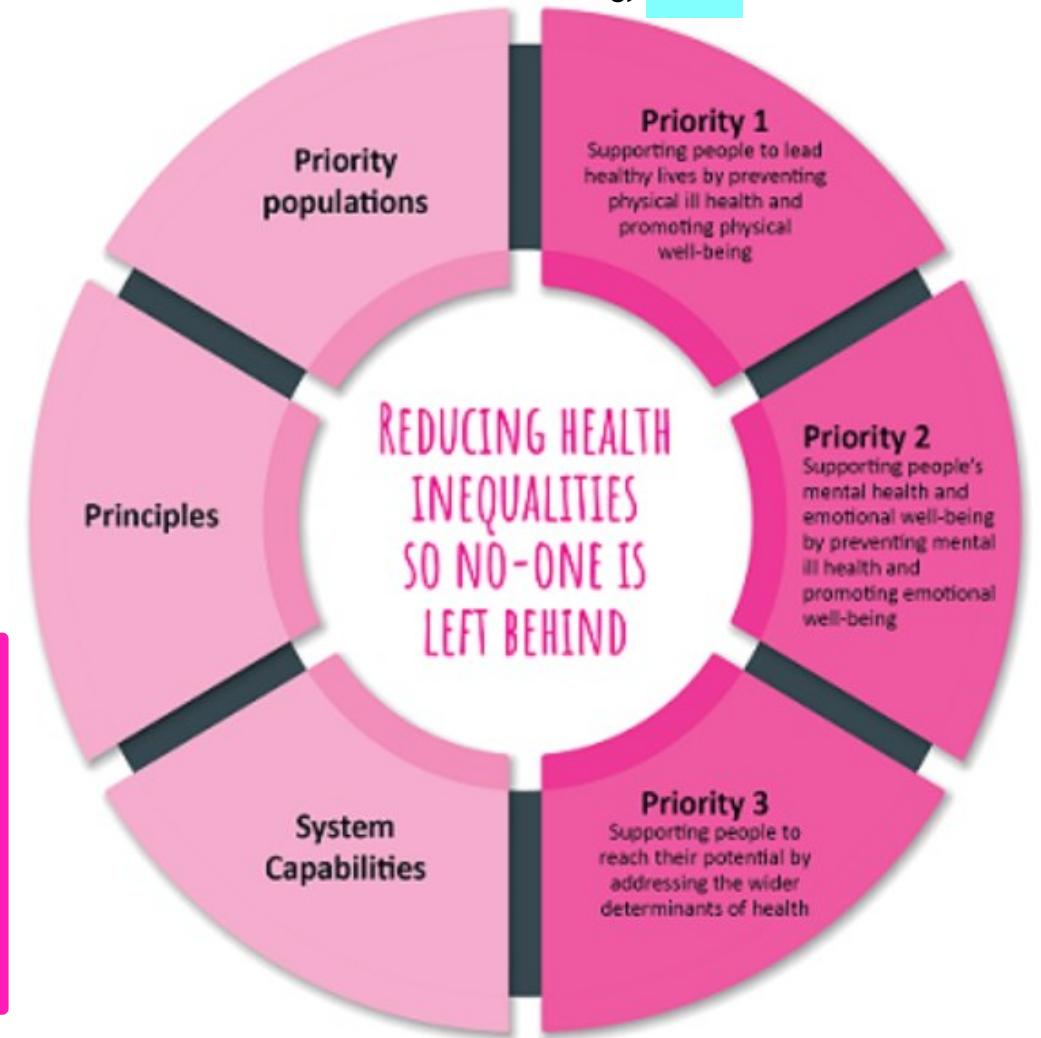 Priority
populations
Priority 1
Supporting people to lead
healthy lives by preventing
physical ill health and
promoting physical
well-being
Priority 2
Supporting people's
mental health and
emotional well-being
by preventing mental
ill health and
promoting emotional
well-being
Priority 3
Supporting people to
reach their potential by
addressing the wider
determinants of health
System
Capabilities
Principles
REDUCING HEALTH
INEQUALITIES
SO NO-ONE IS
LEFT BEHIND